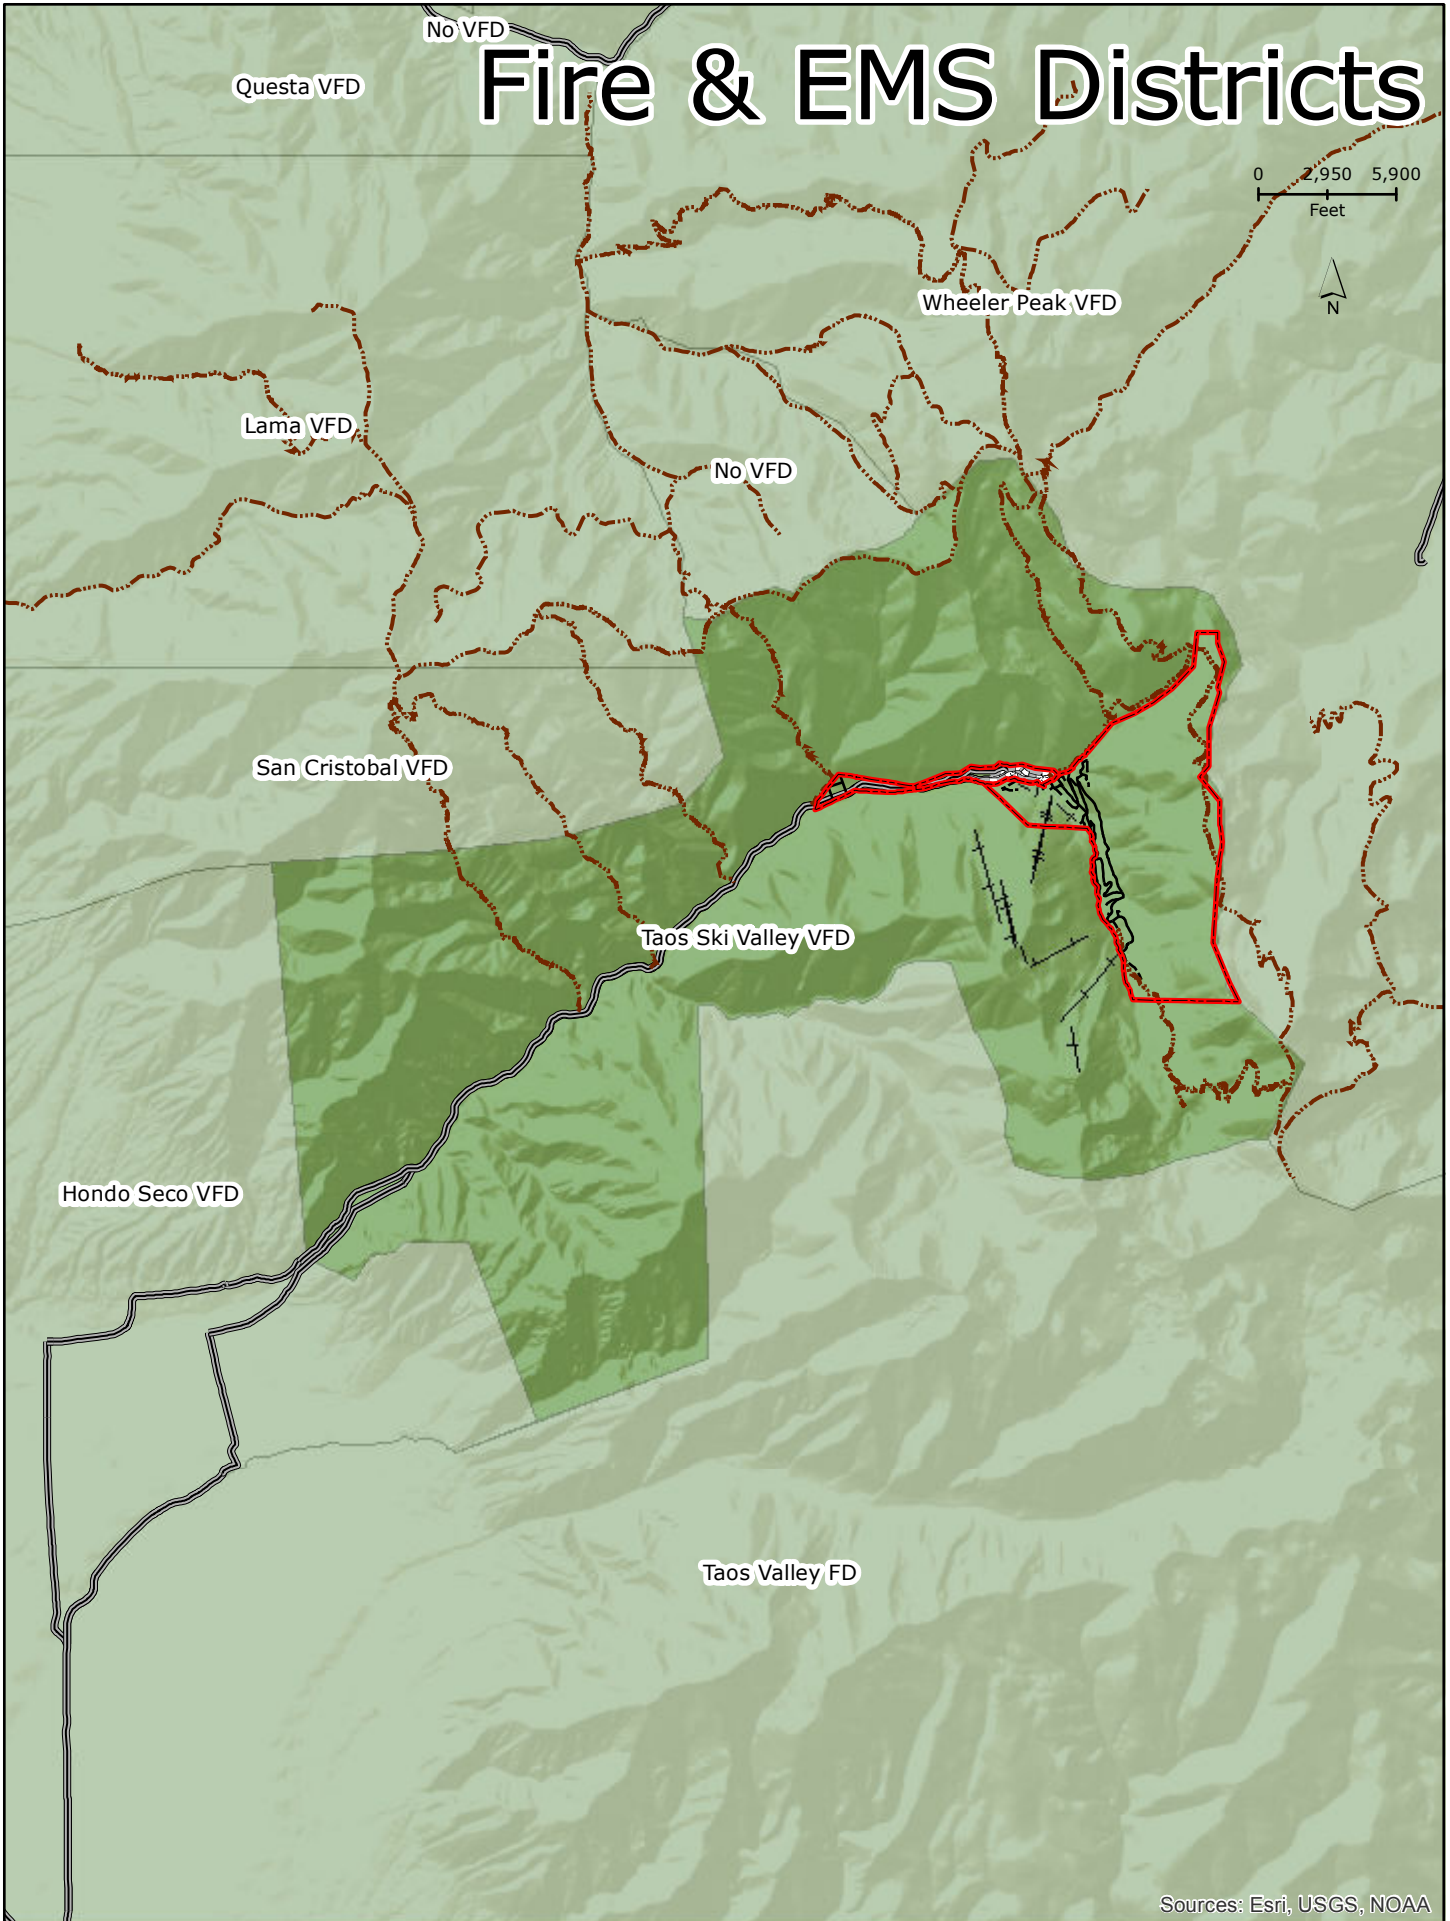 No VFD
Fire & EMS Districts
Questa VFD
0 2,950 5,900
Feet
N
Wheeler Peak VFD
Lama VFD
No VFD
San Cristobal VFD
Taos Ski Valley VFD
Hondo Seco VFD
Taos Valley FD
Sources: Esri, USGS, NOAA